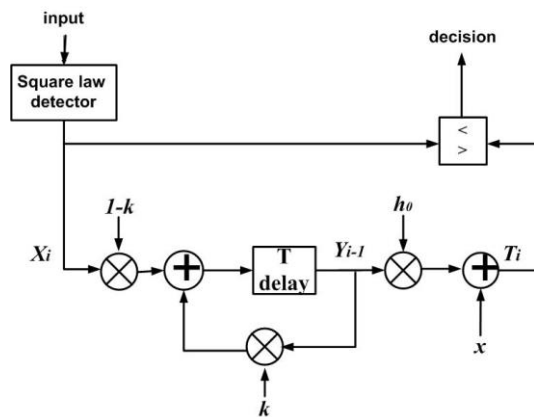 input
decision
Square law
detector
<
>
1-k
h₀
Xi
+
T
delay
Yi-1
+
Ti
x
k